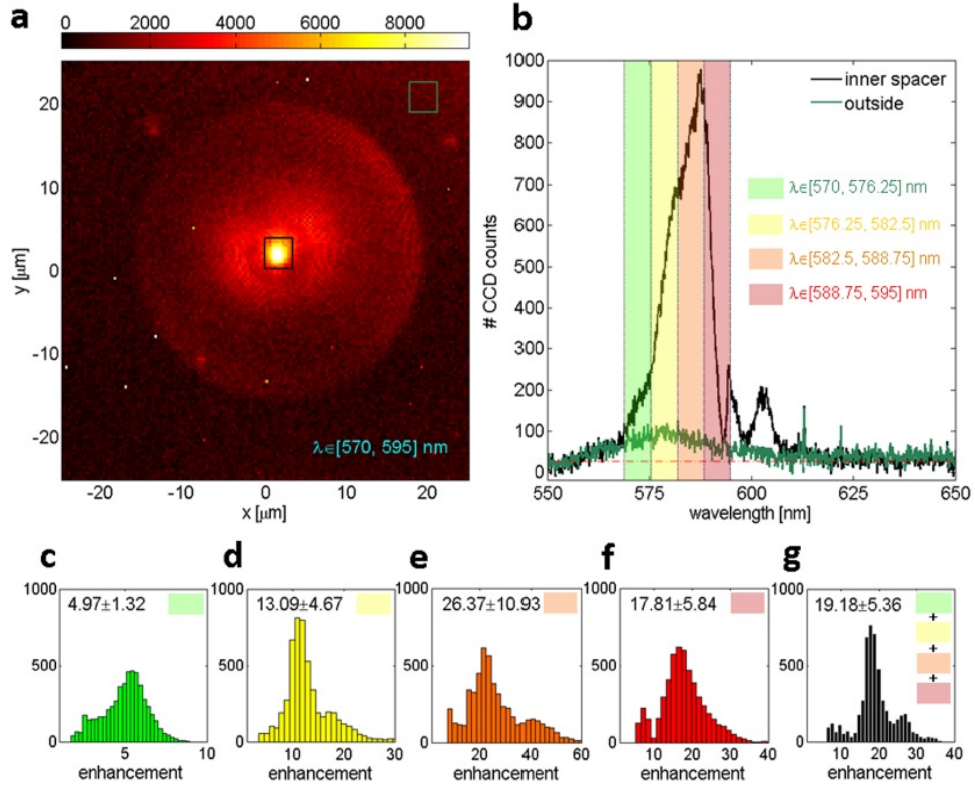 a
0 2000 4000 6000 8000
20
10
0
-10
-20
y [μm]
λ∈[570, 595] nm
-20 -10 0 10 20
x [μm]
b
1000
900
800
700
600
500
400
300
200
100
0
# CCD counts
inner spacer
outside
λ∈[570, 576.25] nm
λ∈[576.25, 582.5] nm
λ∈[582.5, 588.75] nm
λ∈[588.75, 595] nm
550 575 600 625 650
wavelength [nm]
c
1000
500
0
4.97±1.32
5 10
enhancement
d
1000
500
0
13.09±4.67
10 20 30
enhancement
e
1000
500
0
26.37±10.93
20 40 60
enhancement
f
1000
500
0
17.81±5.84
10 20 30 40
enhancement
g
1000
500
0
19.18±5.36
+
+
+
10 20 30 40
enhancement